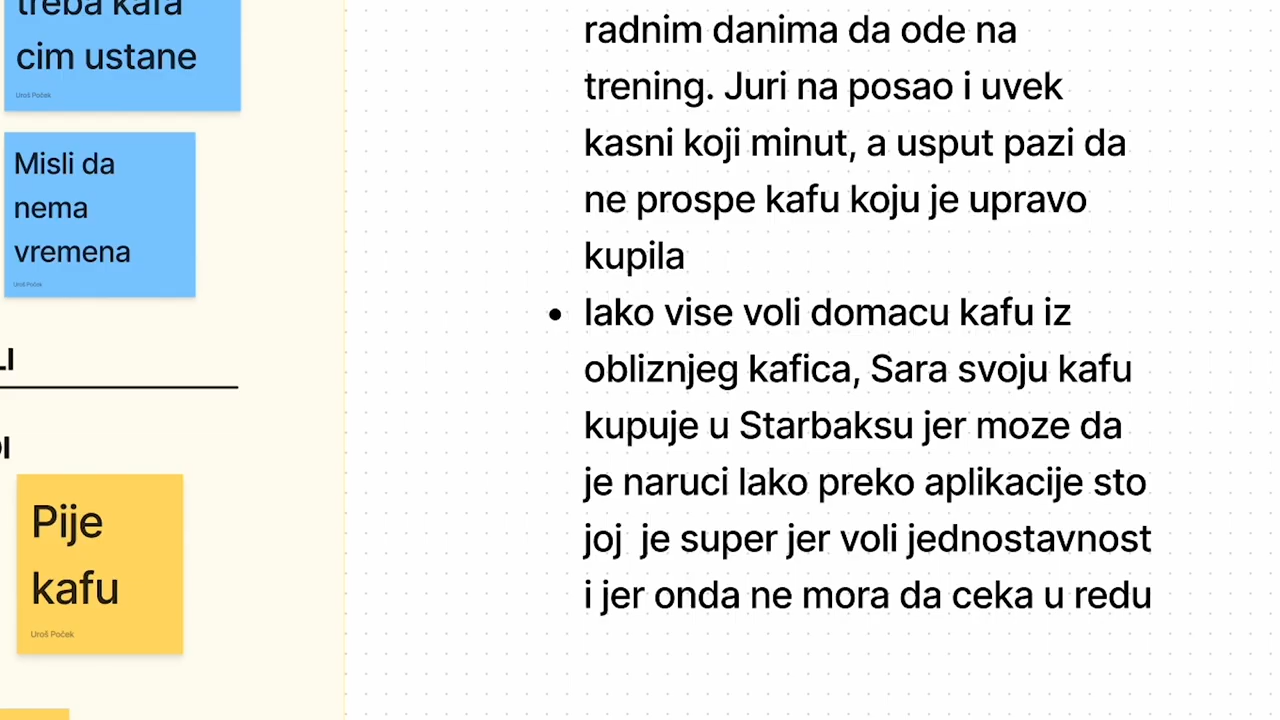 treba kafa
cim ustane
Uroš Poček
Misli da
nema
vremena
Uroš Poček
LI
DI
Pije
kafu
Uroš Poček
radnim danima da ode na
trening. Juri na posao i uvek
kasni koji minut, a usput pazi da
ne prospe kafu koju je upravo
kupila
• Iako vise voli domacu kafu iz
obliznjeg kafica, Sara svoju kafu
kupuje u Starbaksu jer moze da
je naruci lako preko aplikacije sto
joj  je super jer voli jednostavnost
i jer onda ne mora da ceka u redu